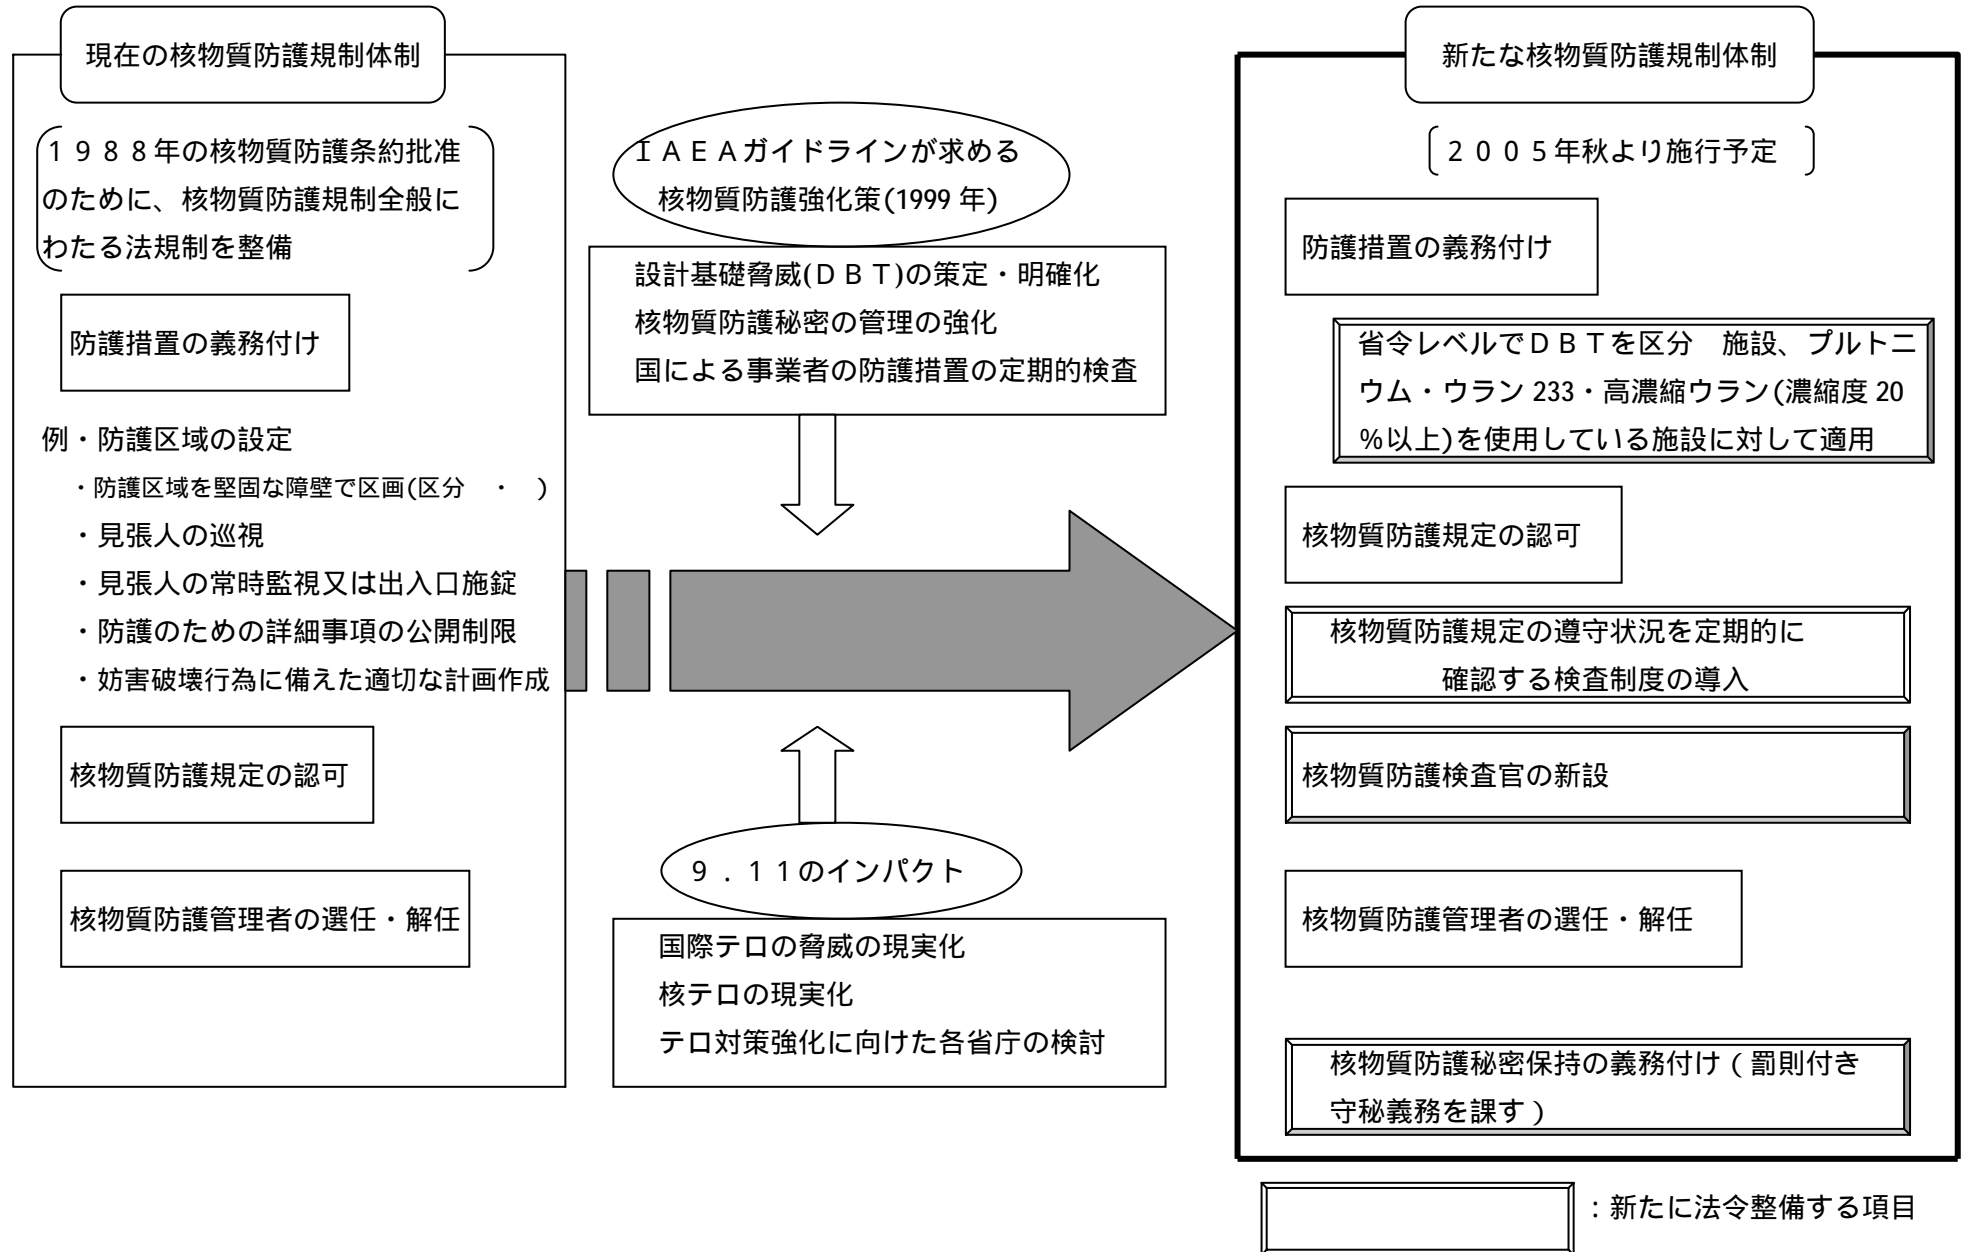 現在の核物質防護規制体制
1988年の核物質防護条約批准
のために、核物質防護規制全般に
わたる法規制を整備
防護措置の義務付け
例・防護区域の設定
・防護区域を堅固な障壁で区画(区分　・　)
・見張人の巡視
・見張人の常時監視又は出入口施錠
・防護のための詳細事項の公開制限
・妨害破壊行為に備えた適切な計画作成
核物質防護規定の認可
核物質防護管理者の選任・解任
IAEAガイドラインが求める
核物質防護強化策(1999年)
設計基礎脅威(DBT)の策定・明確化
核物質防護秘密の管理の強化
国による事業者の防護措置の定期的検査
9．11のインパクト
国際テロの脅威の現実化
核テロの現実化
テロ対策強化に向けた各省庁の検討
新たな核物質防護規制体制
2005年秋より施行予定
防護措置の義務付け
省令レベルでDBTを区分　施設、プルトニ
ウム・ウラン233・高濃縮ウラン(濃縮度20
%以上)を使用している施設に対して適用
核物質防護規定の認可
核物質防護規定の遵守状況を定期的に
確認する検査制度の導入
核物質防護検査官の新設
核物質防護管理者の選任・解任
核物質防護秘密保持の義務付け(罰則付き
守秘義務を課す)
：新たに法令整備する項目